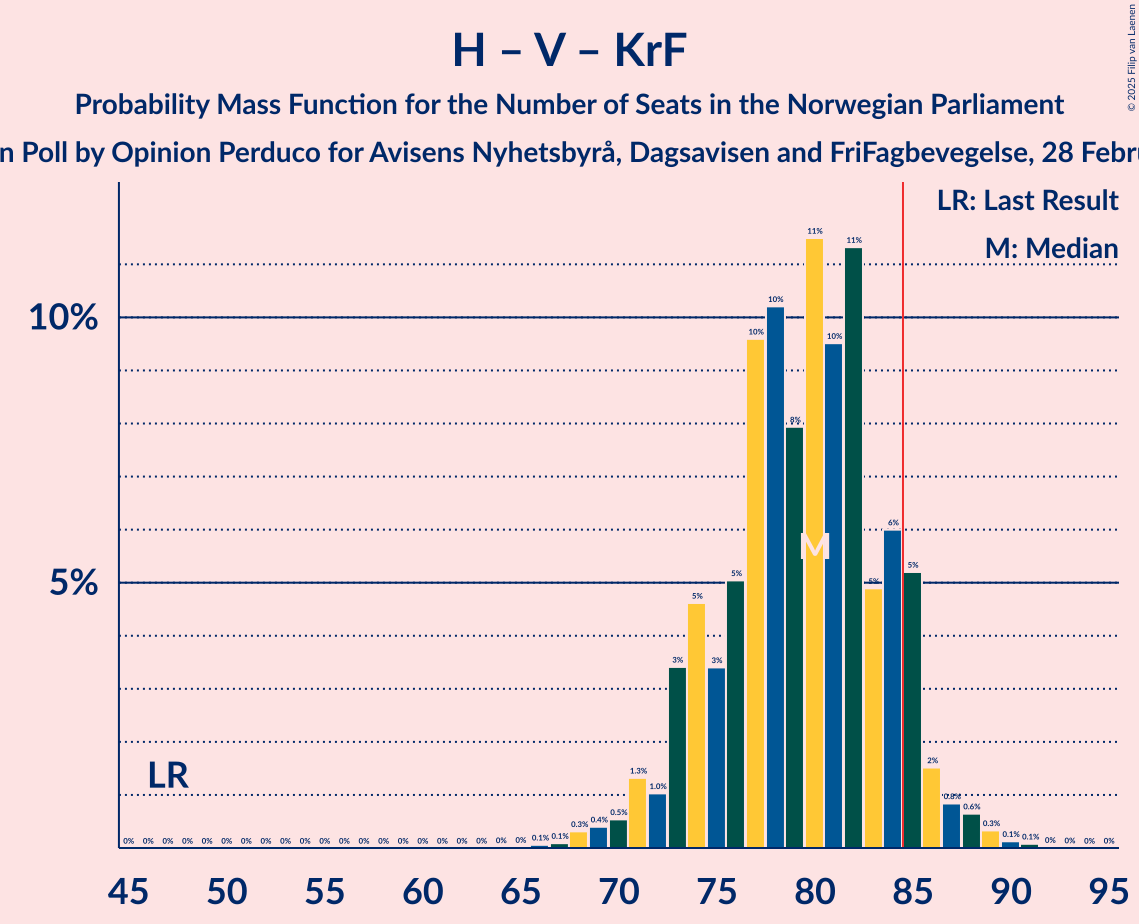 H – V – KrF
Probability Mass Function for the Number of Seats in the Norwegian Parliament
n Poll by Opinion Perduco for Avisens Nyhetsbyrå, Dagsavisen and FriFagbevegelse, 28 Febru
© 2025 Filip van Laenen
LR: Last Result
M: Median
10%
5%
LR
M
0% 0% 0% 0% 0% 0% 0% 0% 0% 0% 0% 0% 0% 0% 0% 0% 0% 0% 0% 0% 0% 0.1% 0.1% 0.3% 0.4% 0.5% 1.3% 1.0% 3% 5% 3% 5% 10% 10% 8% 11% 10% 11% 5% 6% 5% 2% 0.8% 0.6% 0.3% 0.1% 0.1% 0% 0% 0% 0%
45 50 55 60 65 70 75 80 85 90 95